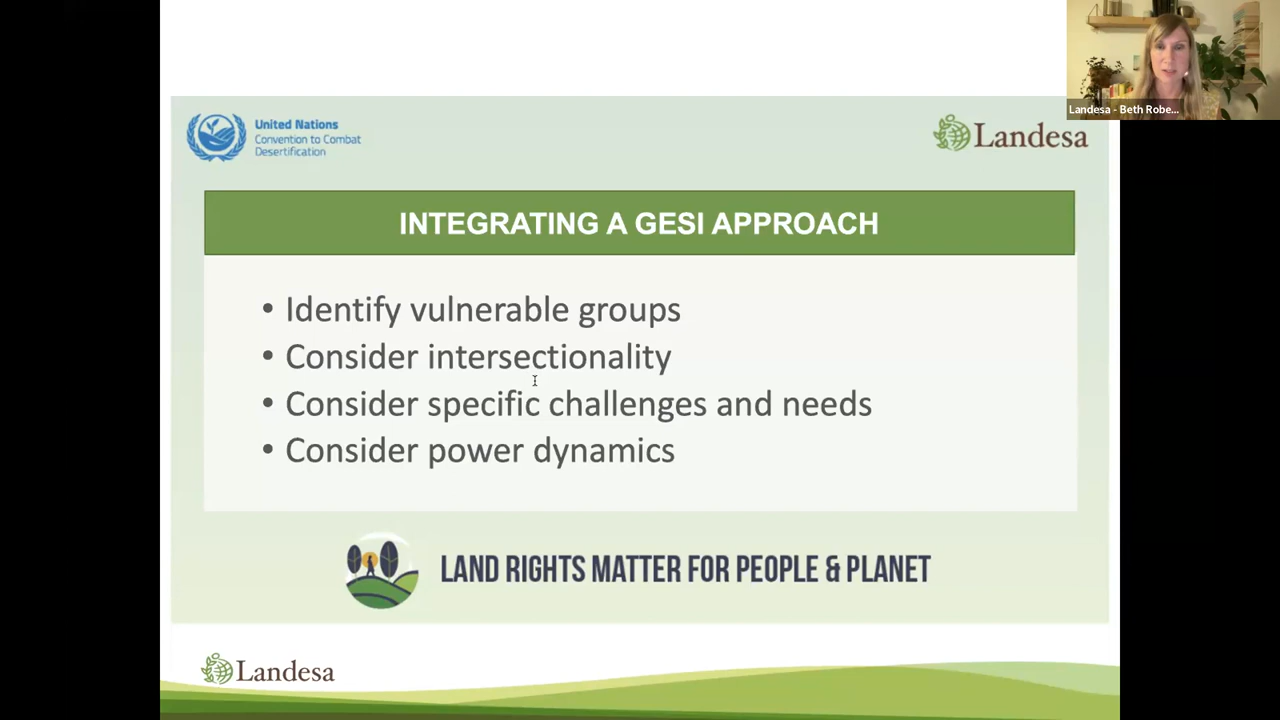 Landesa - Beth Robe...
United Nations
Convention to Combat
Desertification
Landesa
INTEGRATING A GESI APPROACH
• Identify vulnerable groups
• Consider intersectionality
• Consider specific challenges and needs
• Consider power dynamics
LAND RIGHTS MATTER FOR PEOPLE & PLANET
Landesa